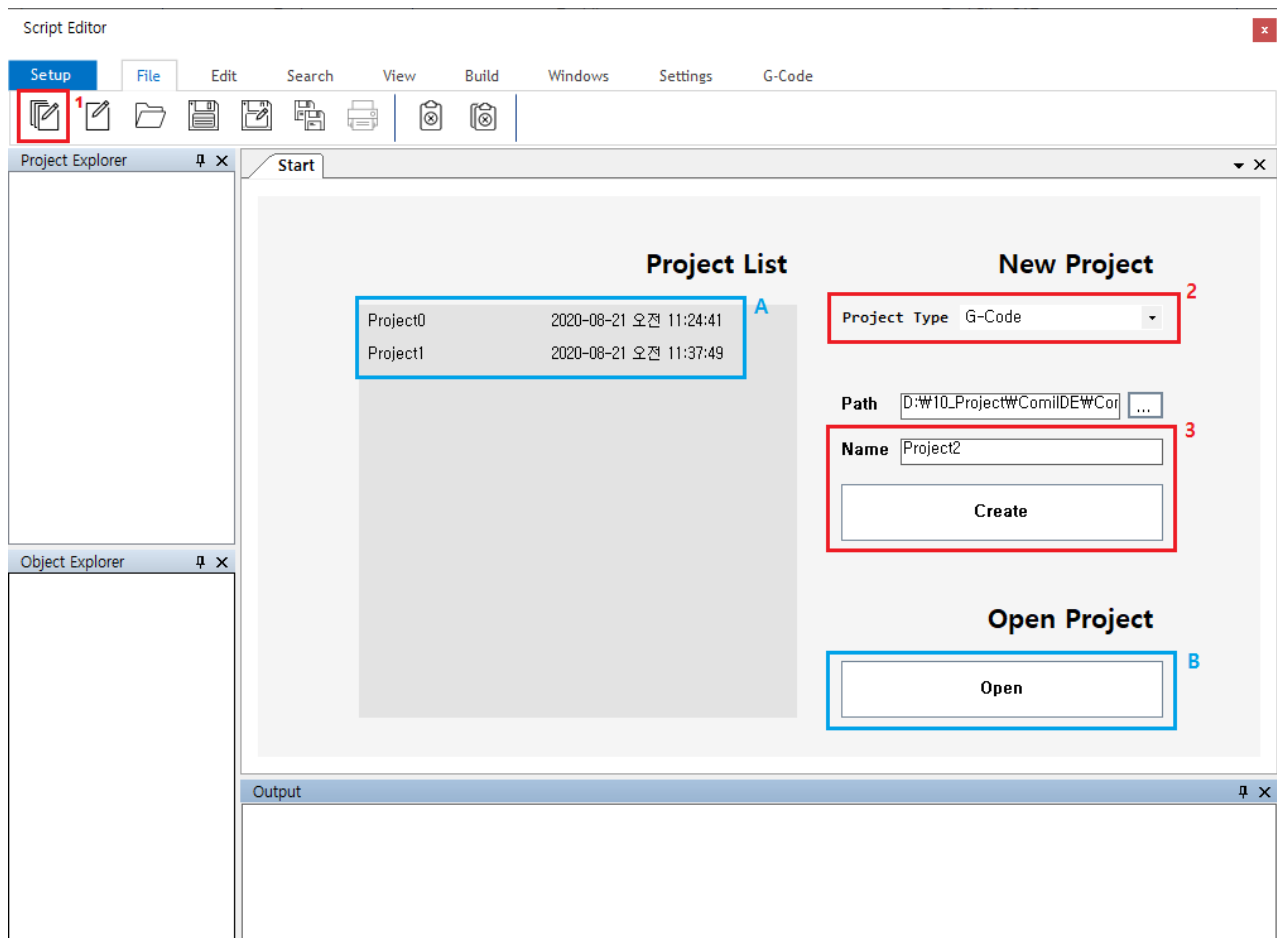 Script Editor
x
Setup File Edit Search View Build Windows Settings G-Code
1
Project Explorer
Start
Project List
A
Project0 2020-08-21 오전 11:24:41
Project1 2020-08-21 오전 11:37:49
New Project
2
Project Type G-Code
Path D:₩10_Project₩ComiIDE₩Cor ...
3
Name Project2
Create
Open Project
B
Open
Object Explorer
Output